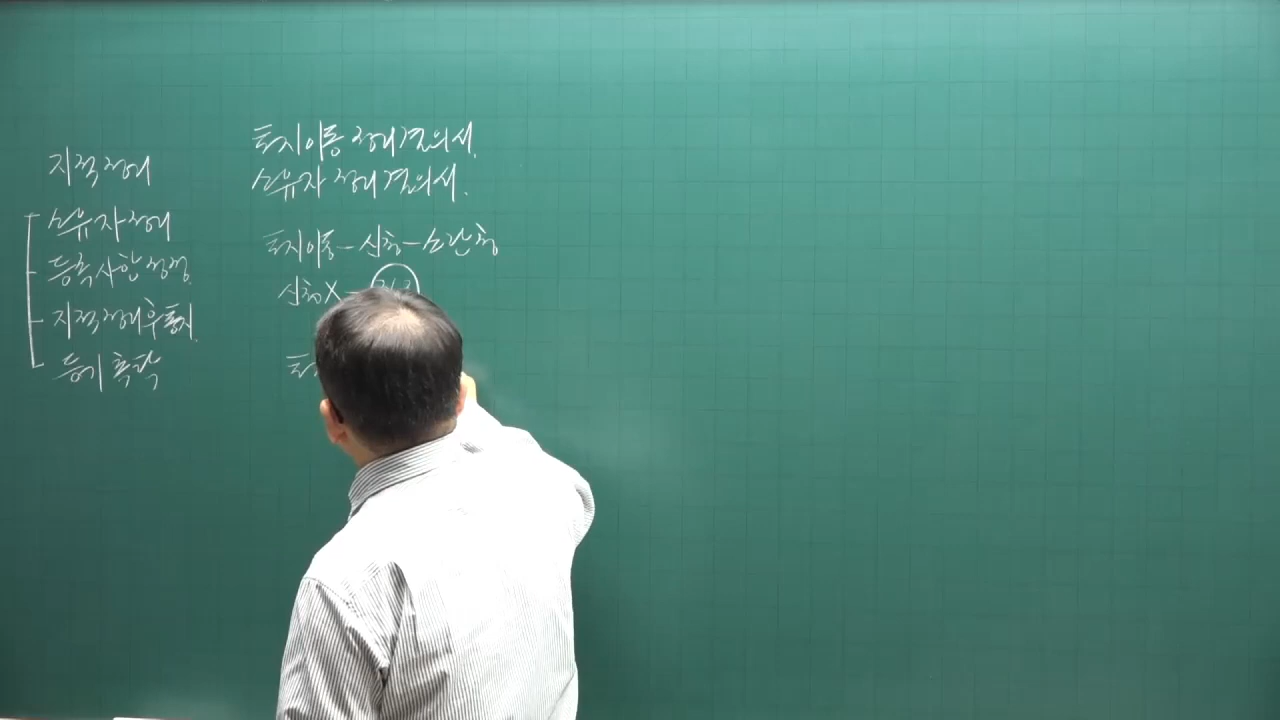 지적정리
소유자정리
등록사항정정
지적정리후통지
등기촉탁
토지이동 정리결의서.
소유자 정리결의서.
토지이동-신청-소관청
신청X-